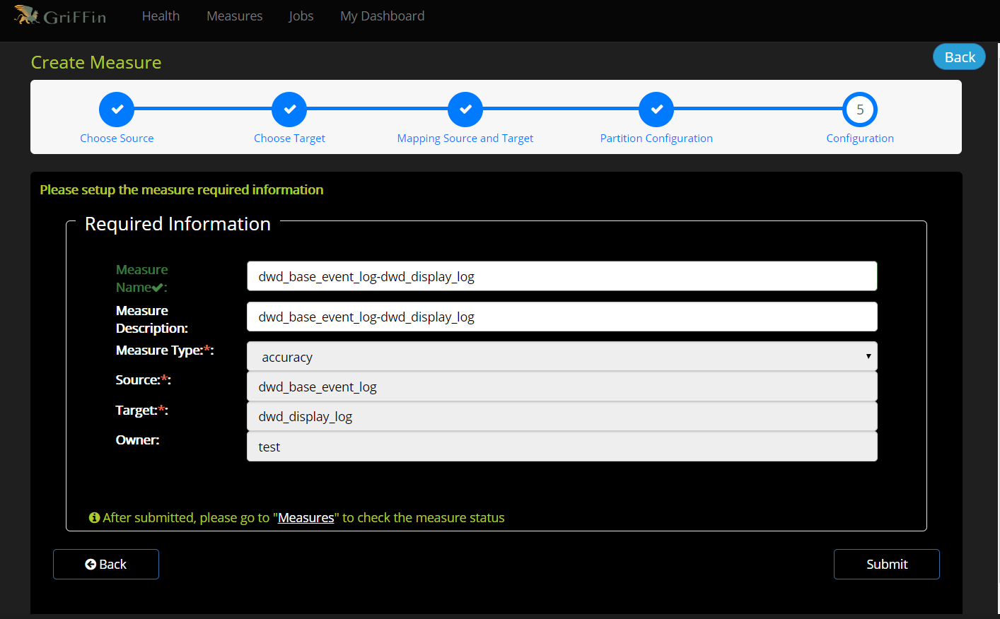 GriFFin Health Measures Jobs My Dashboard
Create Measure
Back
5
Choose Source Choose Target Mapping Source and Target Partition Configuration Configuration
Please setup the measure required information
Required Information
Measure
Name:
dwd_base_event_log-dwd_display_log
Measure
Description:
dwd_base_event_log-dwd_display_log
Measure Type:*: accuracy
Source:*: dwd_base_event_log
Target:*: dwd_display_log
Owner: test
After submitted, please go to "Measures" to check the measure status
Back Submit